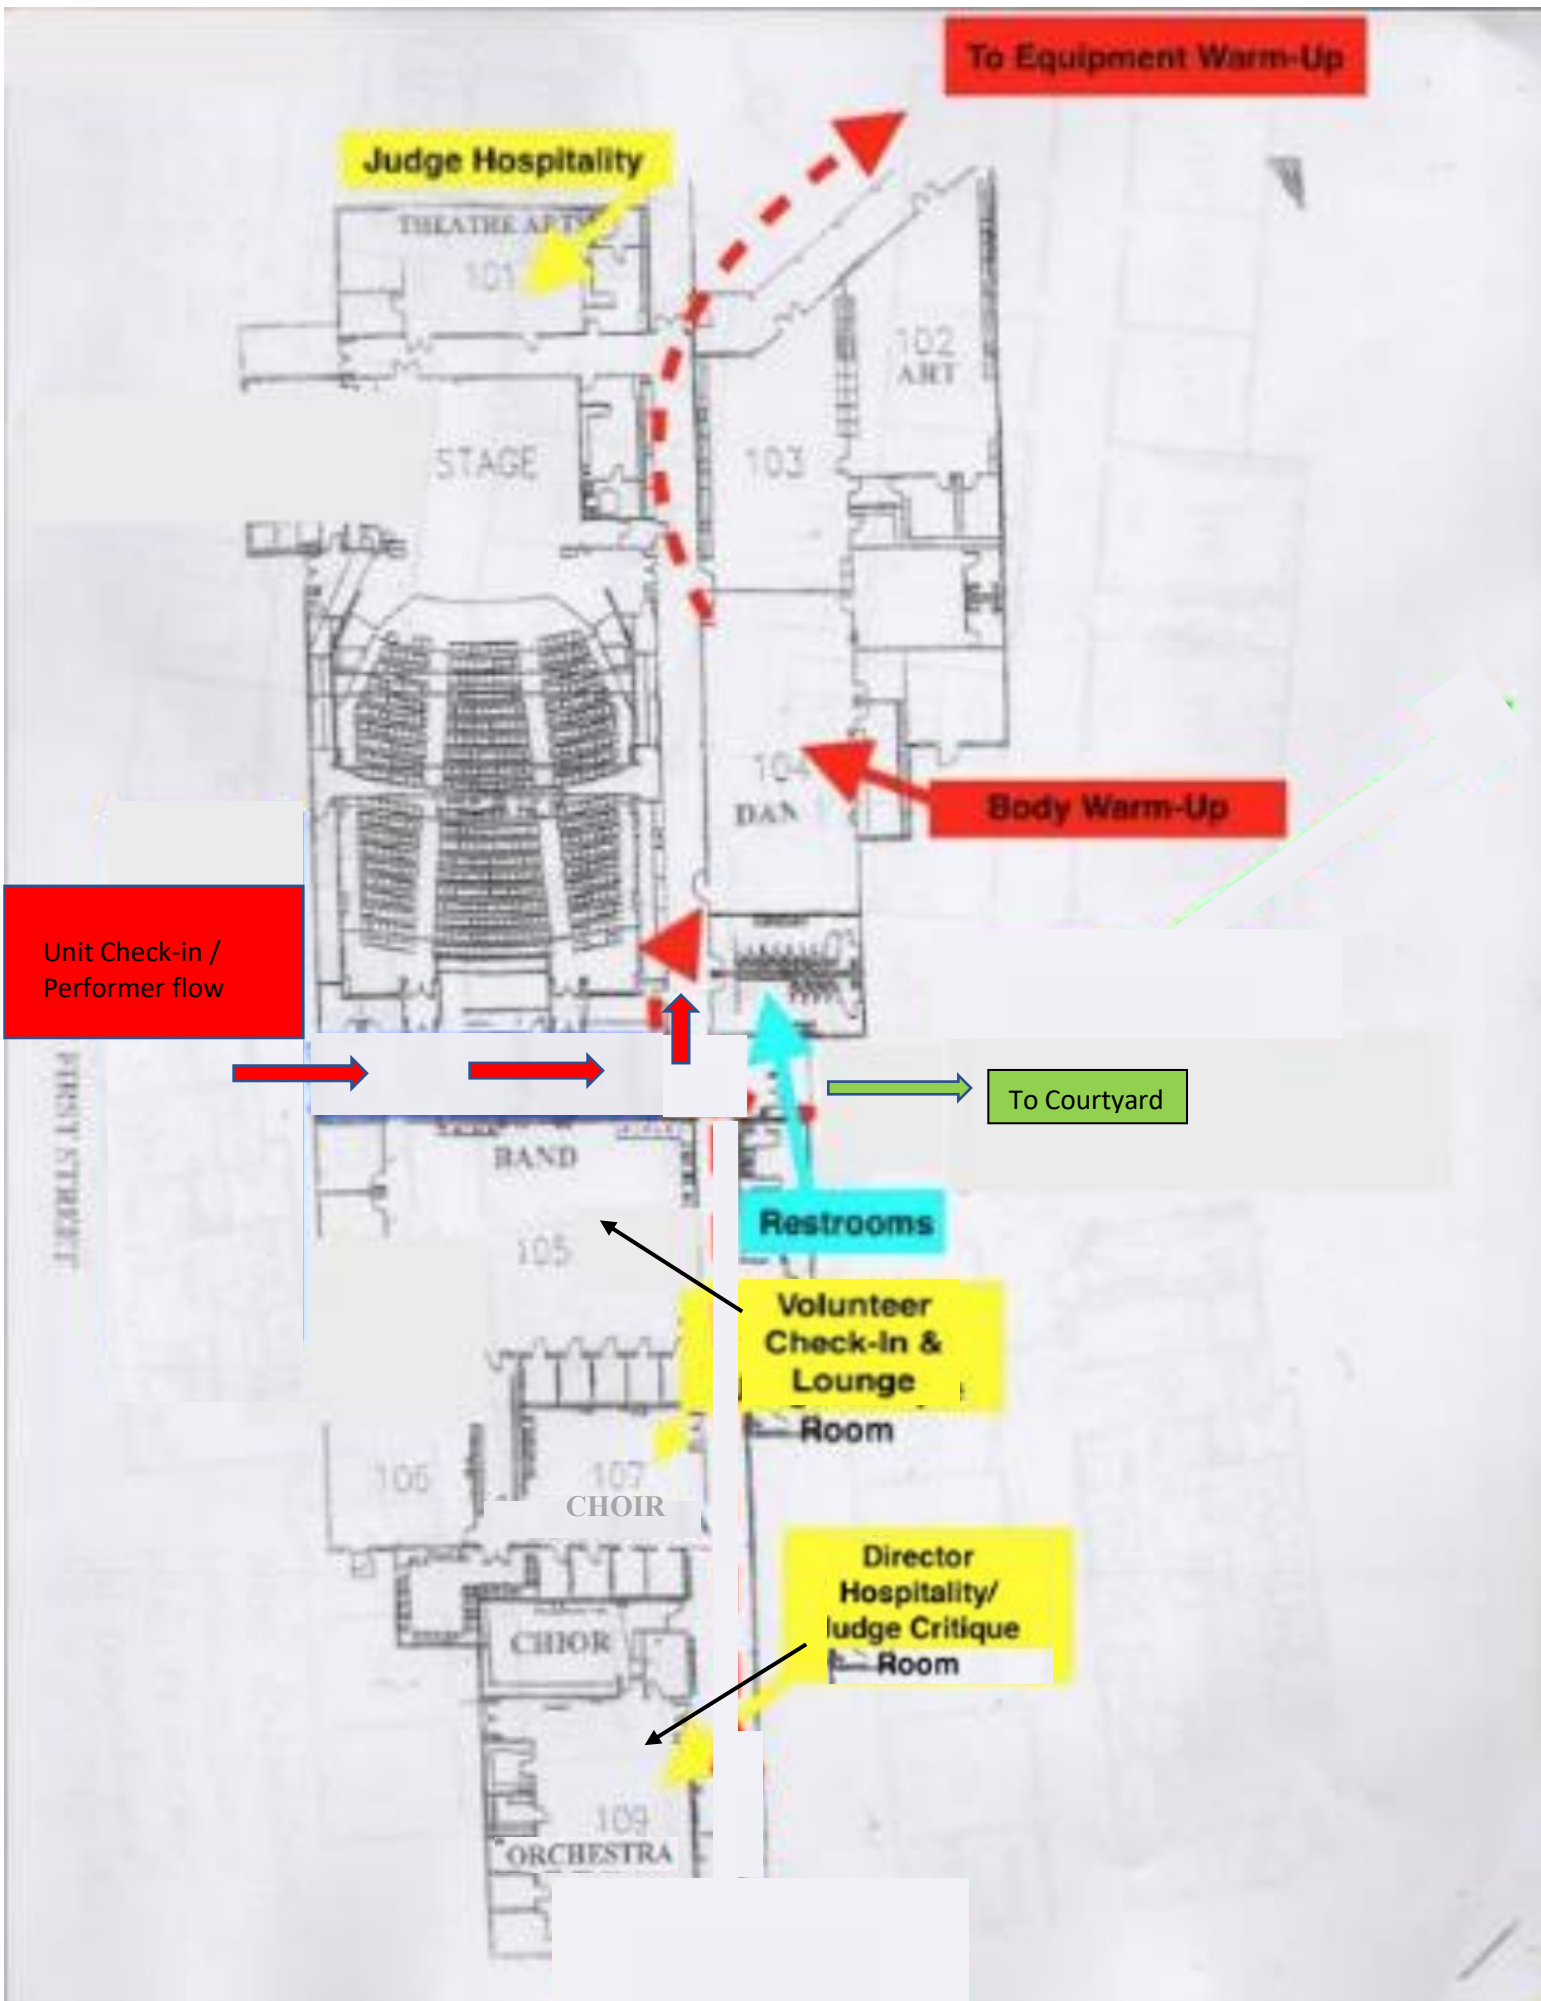 To Equipment Warm-Up
Judge Hospitality
THEATRE ARTS
101
102
ART
STAGE
103
104
DAN
Body Warm-Up
Unit Check-in /
Performer flow
To Courtyard
FIRST STREET
BAND
105
Restrooms
Volunteer
Check-In &
Lounge
Room
106
107
CHOIR
Director
Hospitality/
Judge Critique
Room
CHIOR
109
ORCHESTRA